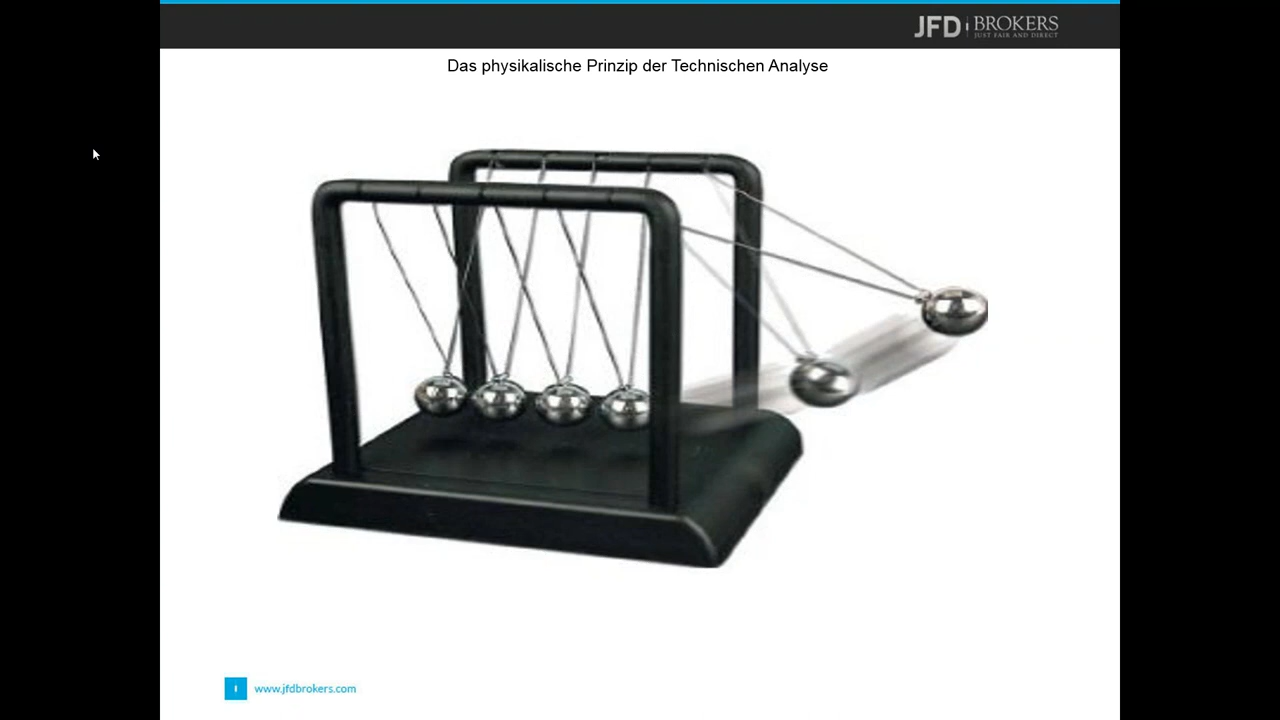 JFD BROKERS
JUST FAIR AND DIRECT
Das physikalische Prinzip der Technischen Analyse
www.jfdbrokers.com